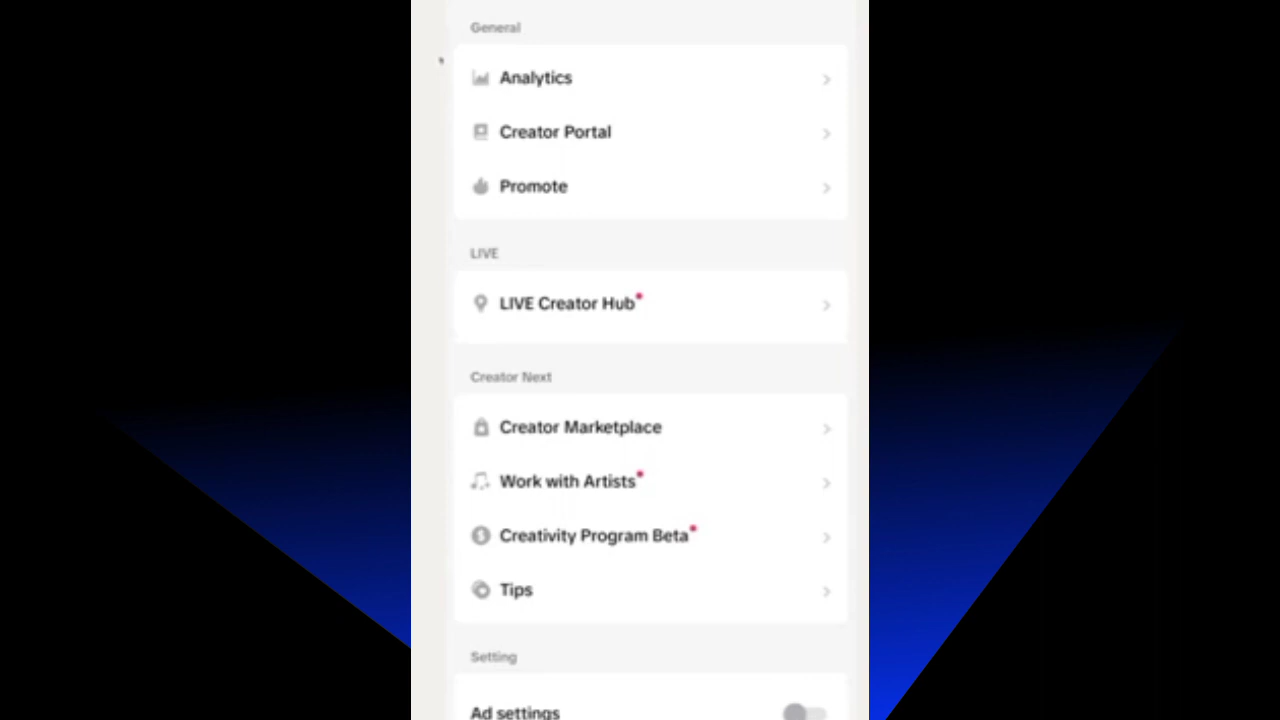 General
Analytics
Creator Portal
Promote
LIVE
LIVE Creator Hub
Creator Next
Creator Marketplace
Work with Artists
Creativity Program Beta
Tips
Setting
Ad settings